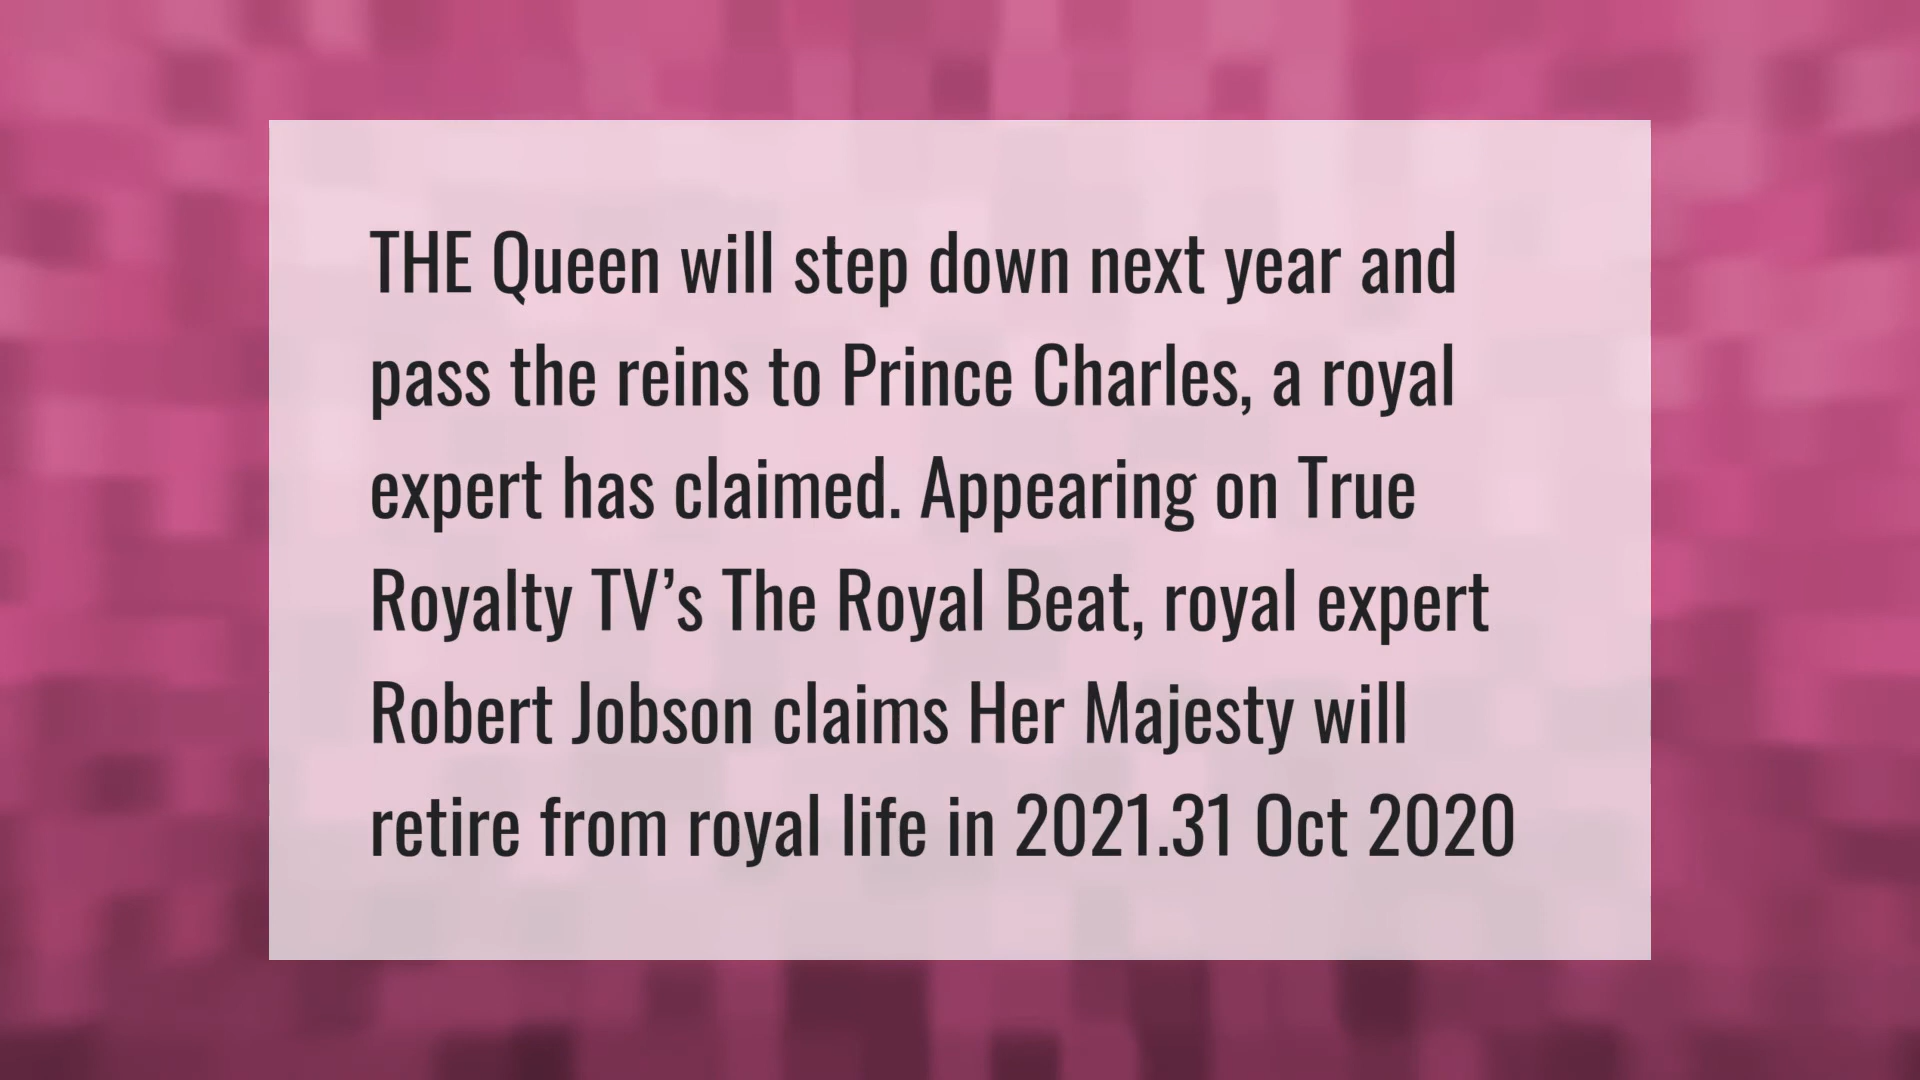 THE Queen will step down next year and
pass the reins to Prince Charles, a royal
expert has claimed. Appearing on True
Royalty TV’s The Royal Beat, royal expert
Robert Jobson claims Her Majesty will
retire from royal life in 2021.31 Oct 2020